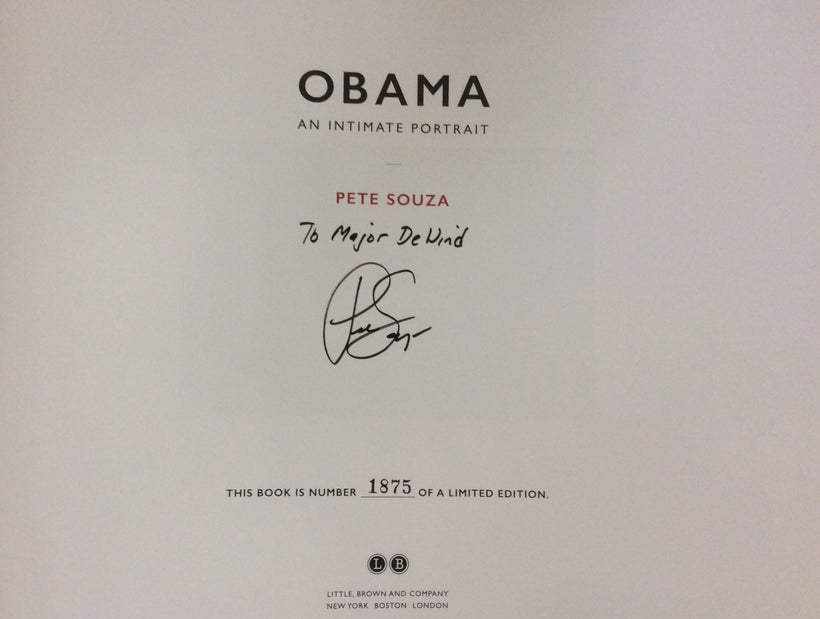 OBAMA
AN INTIMATE PORTRAIT
PETE SOUZA
To Major DeWind
THIS BOOK IS NUMBER 1875 OF A LIMITED EDITION.
L B
LITTLE, BROWN AND COMPANY
NEW YORK BOSTON LONDON